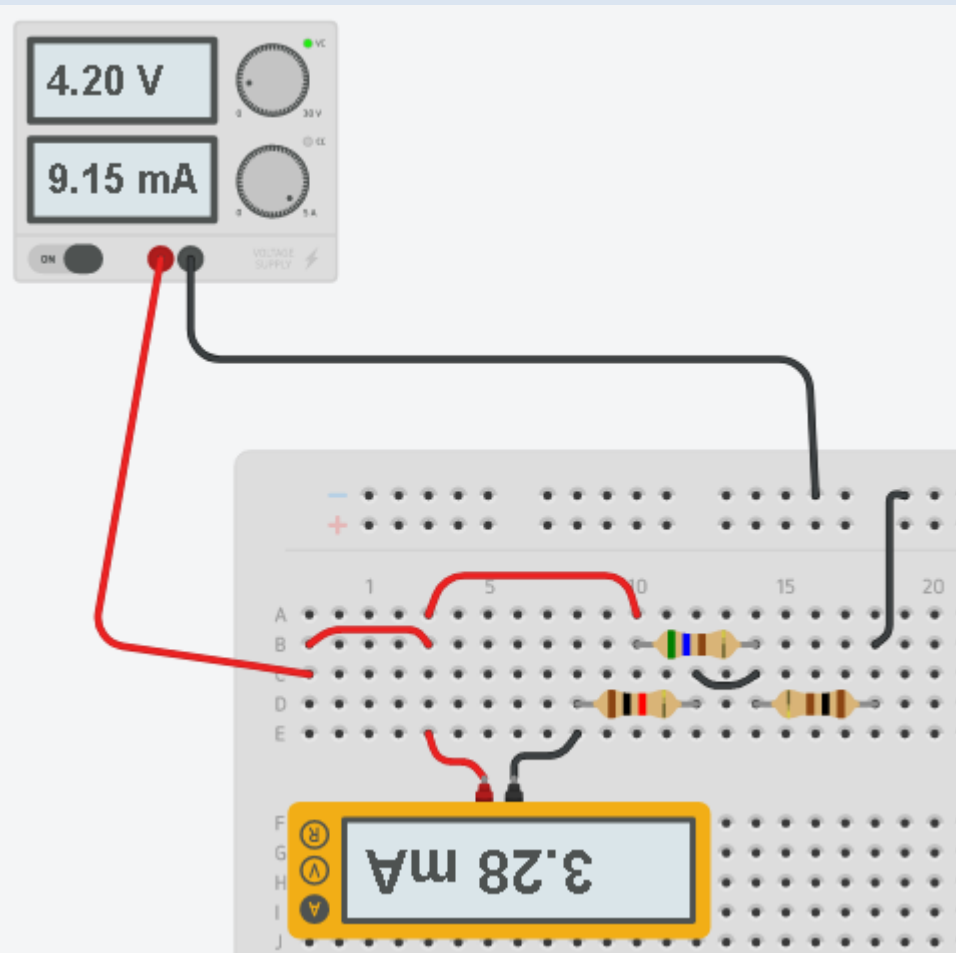 4.20 V
VC
0 30 V
9.15 mA
CC
0 5 A
ON
VOLTAGE
SUPPLY
−
+
1 5 10 15 20
A
B
C
D
E
F
G
H
I
J
R
V
A
3.28 mA